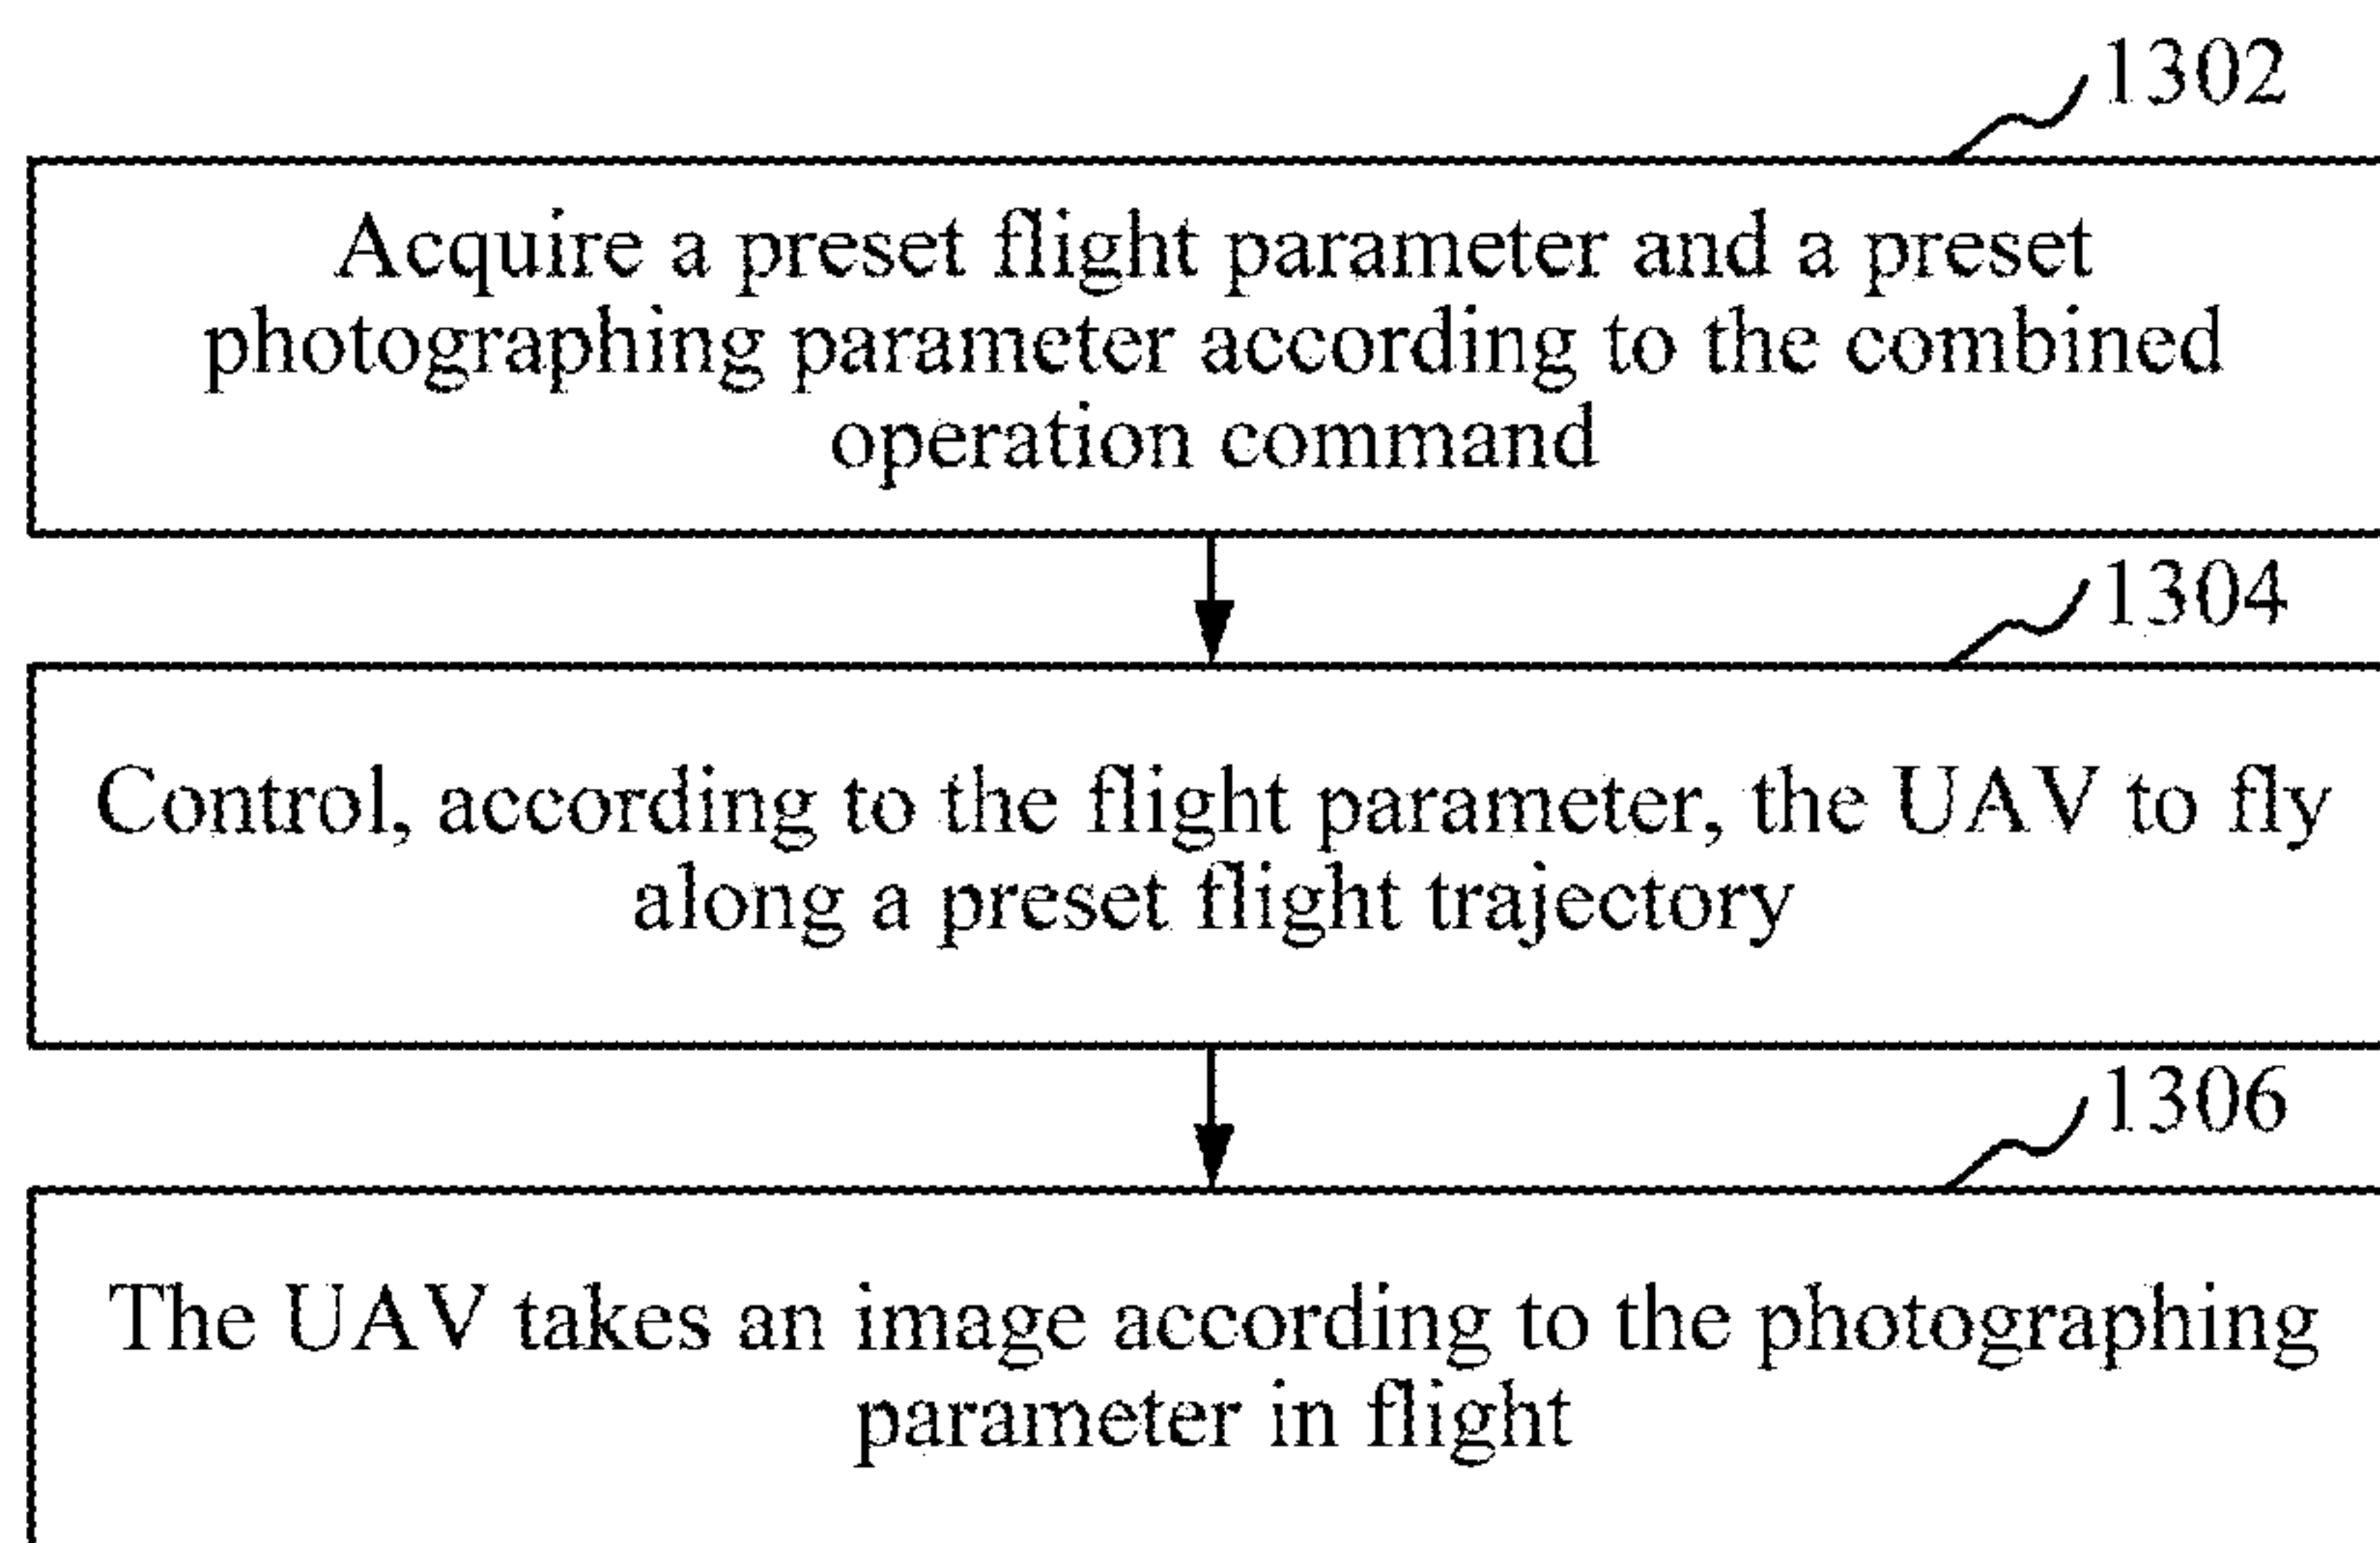 1302
Acquire a preset flight parameter and a preset
photographing parameter according to the combined
operation command
1304
Control, according to the flight parameter, the UAV to fly
along a preset flight trajectory
1306
The UAV takes an image according to the photographing
parameter in flight